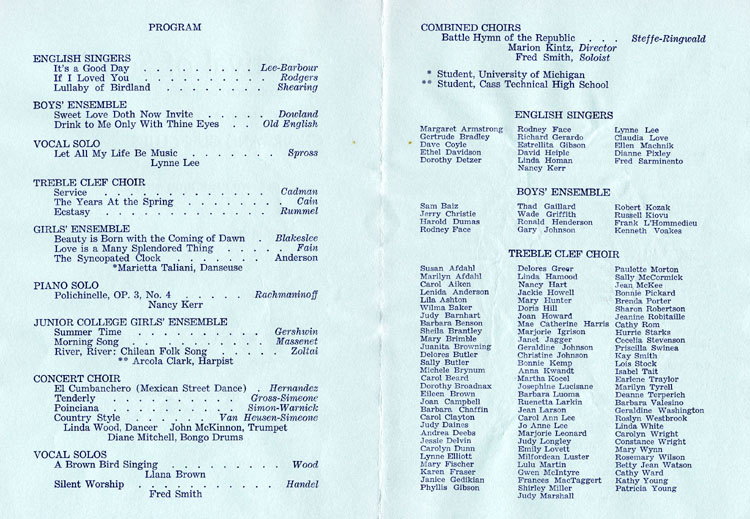 PROGRAM
ENGLISH SINGERS
It's a Good Day . . . . . . . . . Lee-Barbour
If I Loved You . . . . . . . . . . Rodgers
Lullaby of Birdland . . . . . . . . Shearing
BOYS' ENSEMBLE
Sweet Love Doth Now Invite . . . . . Dowland
Drink to Me Only With Thine Eyes . . Old English
VOCAL SOLO
Let All My Life Be Music . . . . . . . Spross
Lynne Lee
TREBLE CLEF CHOIR
Service . . . . . . . . . . . . . Cadman
The Years At the Spring . . . . . . . Cain
Ecstasy . . . . . . . . . . . . . Rummel
GIRLS' ENSEMBLE
Beauty is Born with the Coming of Dawn . Blakeslee
Love is a Many Splendored Thing . . . . Fain
The Syncopated Clock . . . . . . . Anderson
*Marietta Taliani, Danseuse
PIANO SOLO
Polichinelle, OP. 3, No. 4 . . . . Rachmaninoff
Nancy Kerr
JUNIOR COLLEGE GIRLS' ENSEMBLE
Summer Time . . . . . . . . . . Gershwin
Morning Song . . . . . . . . . . Massenet
River, River: Chilean Folk Song . . . . Zoltai
** Arcola Clark, Harpist
CONCERT CHOIR
El Cumbanchero (Mexican Street Dance) . Hernandez
Tenderly . . . . . . . . . Gross-Simeone
Poinciana . . . . . . . . . Simon-Warnick
Country Style . . . . . . Van Heusen-Simeone
Linda Wood, Dancer John McKinnon, Trumpet
Diane Mitchell, Bongo Drums
VOCAL SOLOS
A Brown Bird Singing . . . . . . . . Wood
Llana Brown
Silent Worship . . . . . . . . . . Handel
Fred Smith
COMBINED CHOIRS
Battle Hymn of the Republic . . . Steffe-Ringwald
Marion Kintz, Director
Fred Smith, Soloist
* Student, University of Michigan
** Student, Cass Technical High School
ENGLISH SINGERS
Margaret Armstrong Rodney Face Lynne Lee
Gertrude Bradley Richard Gerardo Claudia Love
Dave Coyle Estrellita Gibson Ellen Machnik
Ethel Davidson David Heiple Dianne Pixley
Dorothy Detzer Linda Homan Fred Sarminento
Nancy Kerr
BOYS' ENSEMBLE
Sam Baiz Thad Gaillard Robert Kozak
Jerry Christie Wade Griffith Russell Kiovu
Harold Dumas Ronald Henderson Frank L'Hommedieu
Rodney Face Gary Johnson Kenneth Voakes
TREBLE CLEF CHOIR
Susan Afdahl Delores Greer Paulette Morton
Marilyn Afdahl Linda Hamood Sally McCormick
Carol Aiken Nancy Hart Jean McKee
Lenida Anderson Jackie Howell Bonnie Pickard
Lila Ashton Mary Hunter Brenda Porter
Wilma Baker Doris Hill Sharon Robertson
Judy Barnhart Joan Howard Jeanine Robitaille
Barbara Benson Mae Catherine Harris Cathy Rom
Sheila Brantley Marjorie Igrison Hurrie Starks
Mary Brimble Janet Jagger Cecelia Stevenson
Juanita Browning Geraldine Johnson Priscilla Swinea
Delores Butler Christine Johnson Kay Smith
Sally Butler Bonnie Kemp Lois Stock
Michele Brynum Anna Kwandt Isabel Tait
Carol Beard Martha Kocel Earlene Traylor
Dorothy Broadnax Josephine Lucisane Marilyn Tyrell
Eileen Brown Barbara Luoma Deanne Terperich
Joan Campbell Ruenetta Larkin Barbara Valesino
Barbara Chaffin Jean Larson Geraldine Washington
Carol Clayton Carol Ann Lee Roslyn Westbrook
Judy Daines Jo Anne Lee Linda White
Andrea Deebs Marjorie Leonard Carolyn Wright
Jessie Delvin Judy Longley Constance Wright
Carolyn Dunn Emily Lovett Mary Wynn
Lynne Elliott Milfordean Luster Rosemary Wilson
Mary Fischer Lulu Martin Betty Jean Watson
Karen Fraser Gwen McIntyre Cathy Ward
Janice Gedikian Frances MacTaggert Kathy Young
Phyllis Gibson Shirley Miller Patricia Young
Judy Marshall